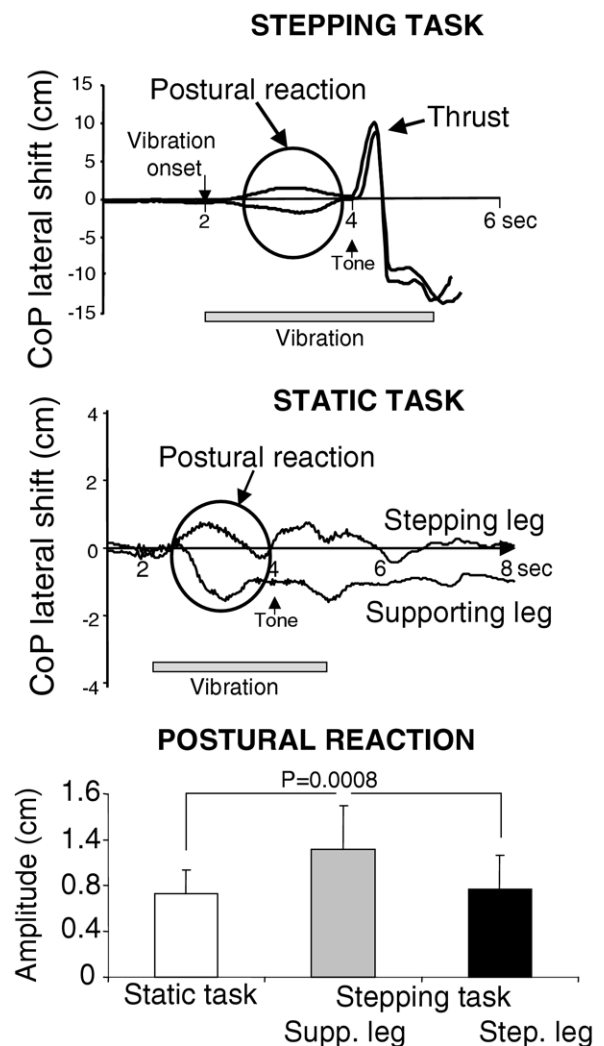 STEPPING TASK
CoP lateral shift (cm)
15
10
5
0
-5
-10
-15
Postural reaction
Thrust
Vibration
onset
2
4
6 sec
Tone
Vibration
STATIC TASK
CoP lateral shift (cm)
4
2
0
-2
-4
Postural reaction
Stepping leg
2
4
6
8 sec
Tone
Supporting leg
Vibration
POSTURAL REACTION
Amplitude (cm)
1.6
1.4
0.8
0.4
0
P=0.0008
Static task
Stepping task
Supp. leg
Step. leg